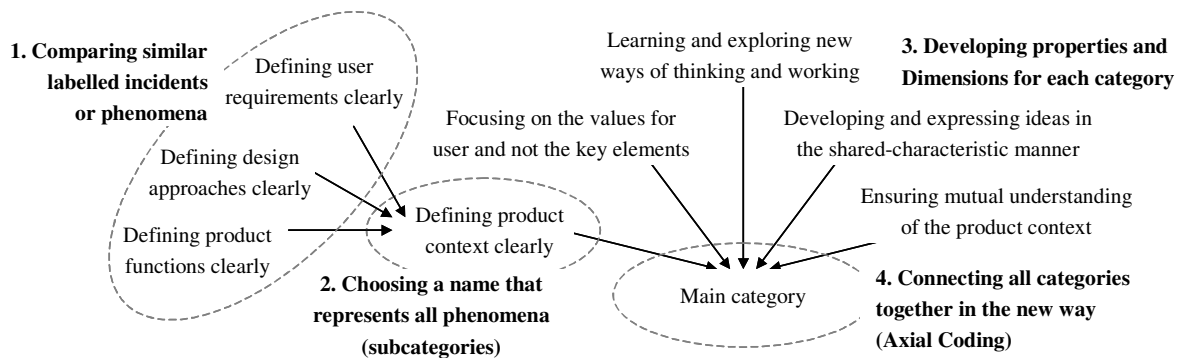 1. Comparing similar
labelled incidents
or phenomena
Defining user
requirements clearly
Defining design
approaches clearly
Defining product
functions clearly
Defining product
context clearly
2. Choosing a name that
represents all phenomena
(subcategories)
Focusing on the values for
user and not the key elements
Learning and exploring new
ways of thinking and working
3. Developing properties and
Dimensions for each category
Developing and expressing ideas in
the shared-characteristic manner
Ensuring mutual understanding
of the product context
Main category
4. Connecting all categories
together in the new way
(Axial Coding)